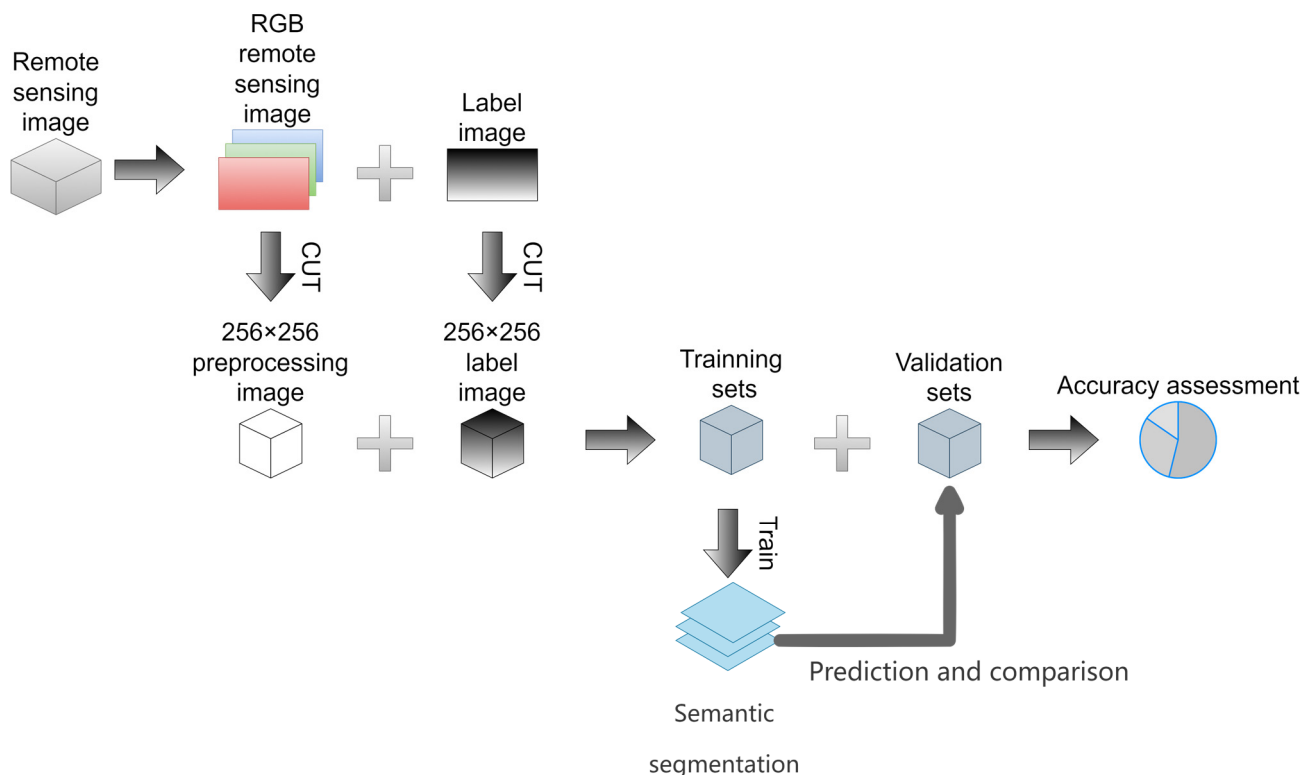 Remote
sensing
image
RGB
remote
sensing
image
Label
image
CUT
CUT
256×256
preprocessing
image
256×256
label
image
Trainning
sets
Validation
sets
Accuracy assessment
Train
Prediction and comparison
Semantic
segmentation